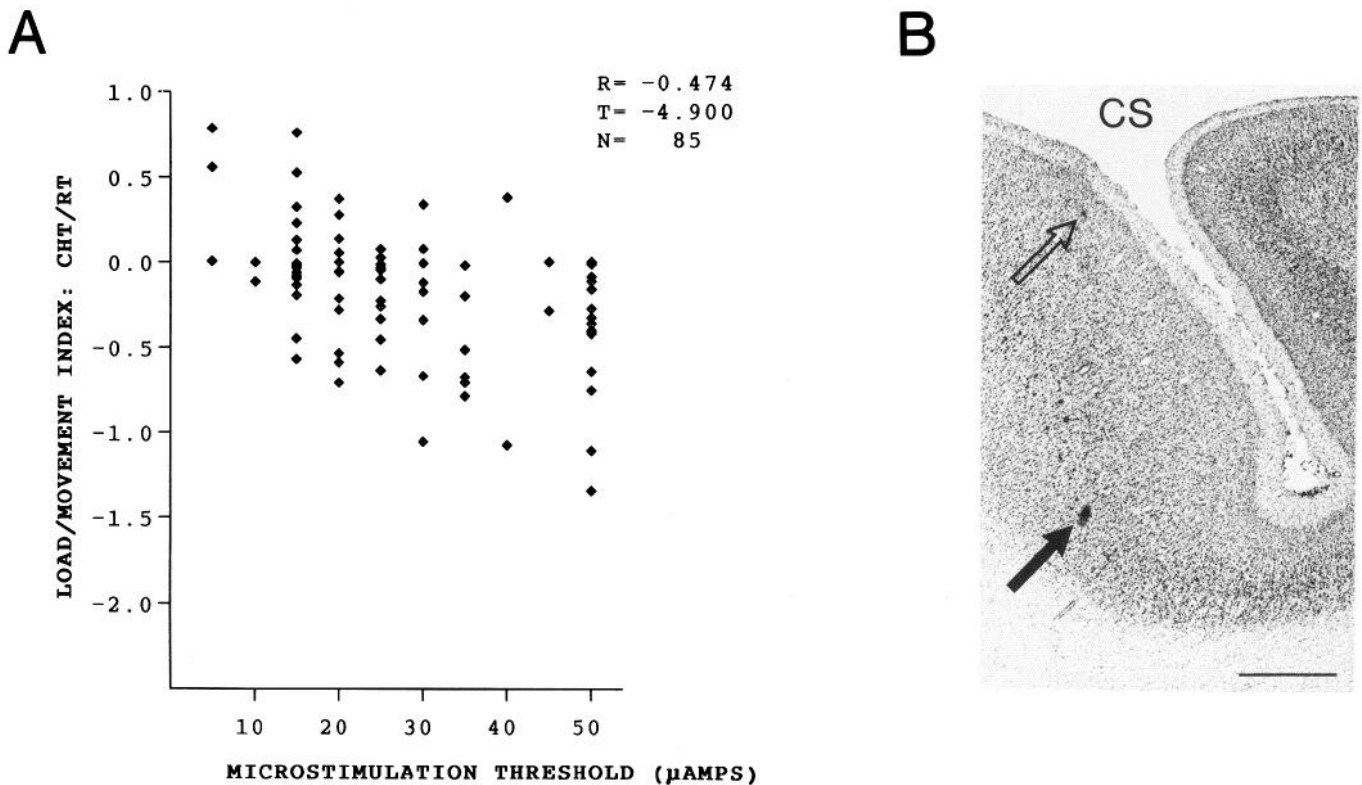 A
B
R= -0.474
T= -4.900
N= 85
1.0
0.5
0.0
-0.5
-1.0
-1.5
-2.0
LOAD/MOVEMENT INDEX: CHT/RT
10 20 30 40 50
MICROSTIMULATION THRESHOLD (µAMPS)
CS